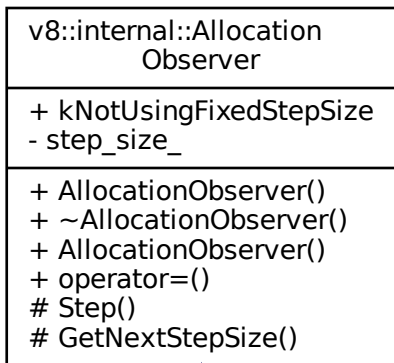 v8::internal::Allocation
Observer
+ kNotUsingFixedStepSize
- step_size_
+ AllocationObserver()
+ ~AllocationObserver()
+ AllocationObserver()
+ operator=()
# Step()
# GetNextStepSize()